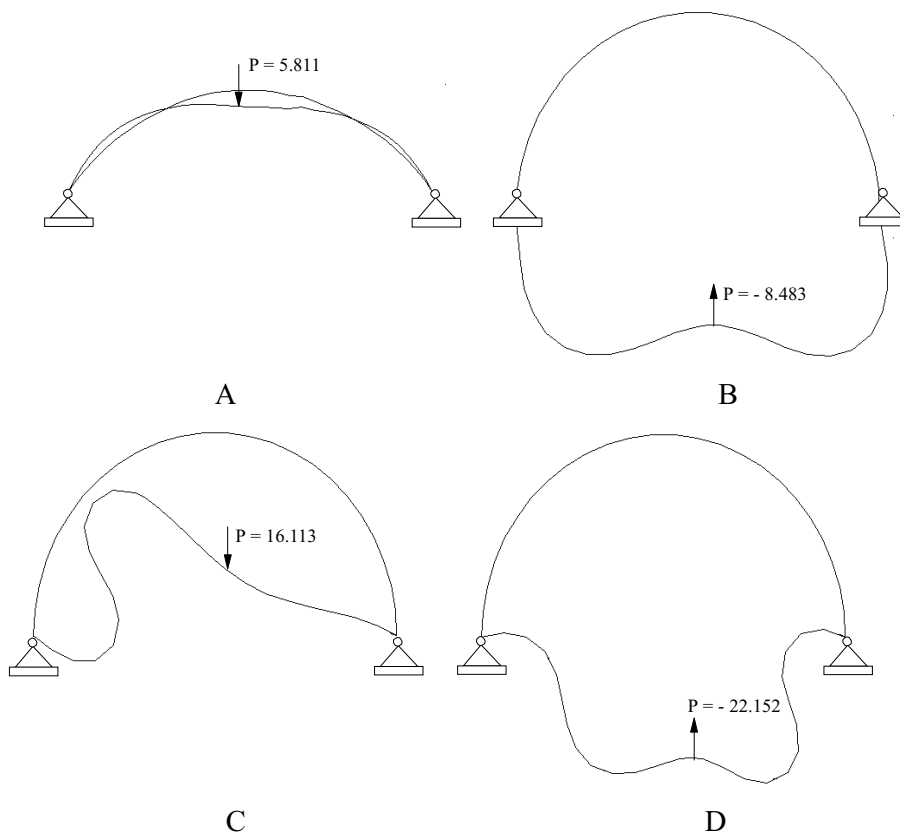 P = 5.811
P = - 8.483
A
B
P = 16.113
P = - 22.152
C
D